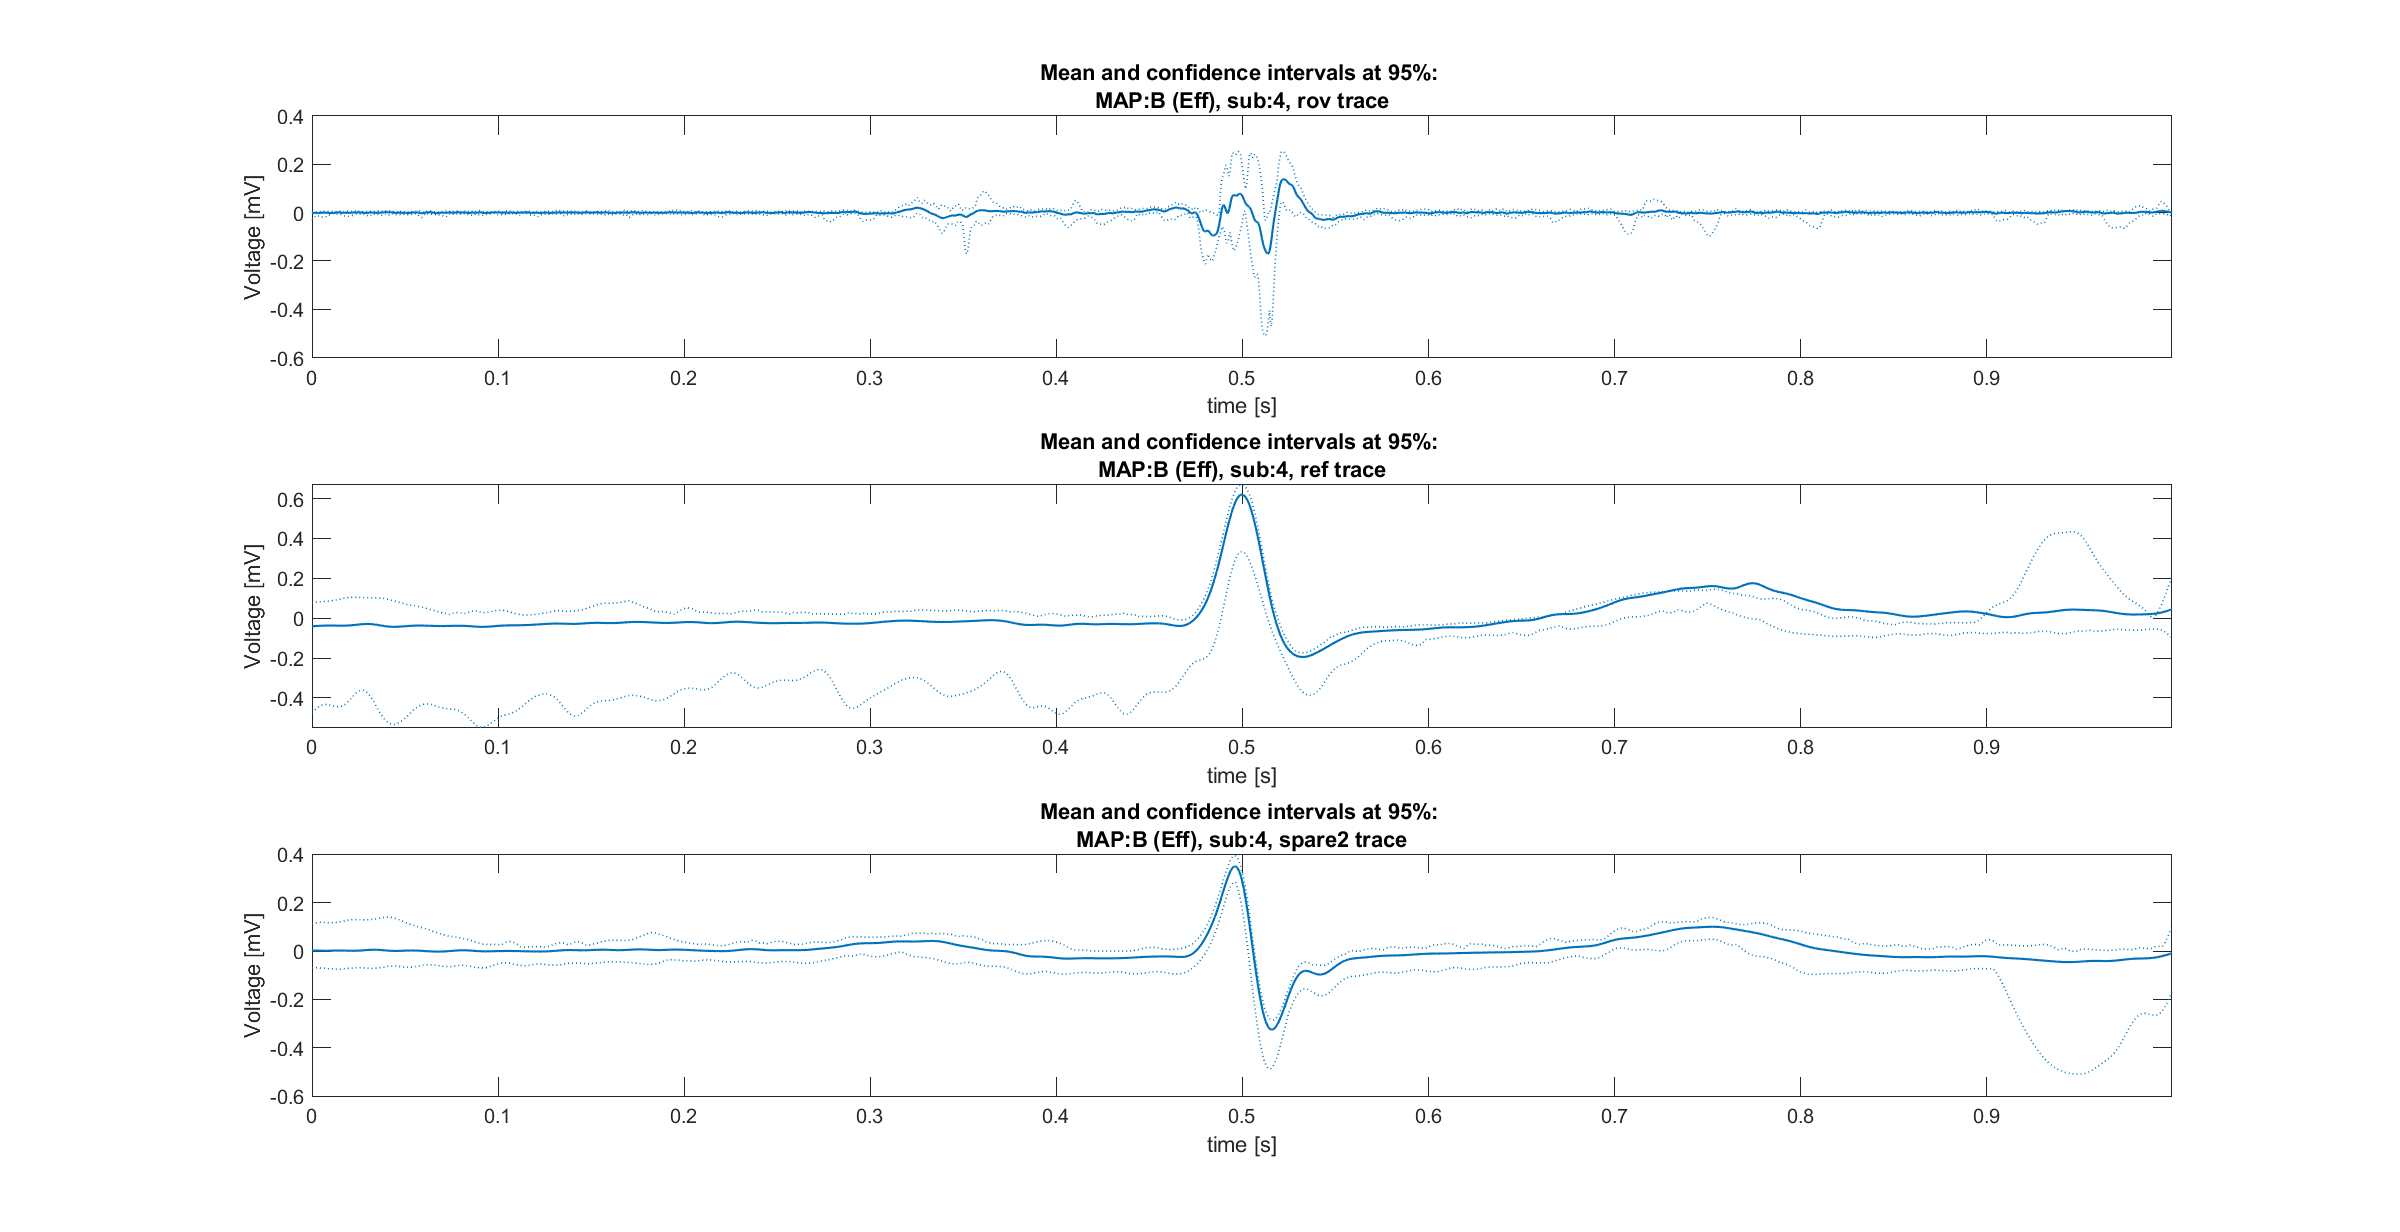 Mean and confidence intervals at 95%:
MAP:B (Eff), sub:4, rov trace
Voltage [mV]
0.4
0.2
0
-0.2
-0.4
-0.6
0 0.1 0.2 0.3 0.4 0.5 0.6 0.7 0.8 0.9
time [s]
Mean and confidence intervals at 95%:
MAP:B (Eff), sub:4, ref trace
Voltage [mV]
0.6
0.4
0.2
0
-0.2
-0.4
0 0.1 0.2 0.3 0.4 0.5 0.6 0.7 0.8 0.9
time [s]
Mean and confidence intervals at 95%:
MAP:B (Eff), sub:4, spare2 trace
Voltage [mV]
0.4
0.2
0
-0.2
-0.4
-0.6
0 0.1 0.2 0.3 0.4 0.5 0.6 0.7 0.8 0.9
time [s]